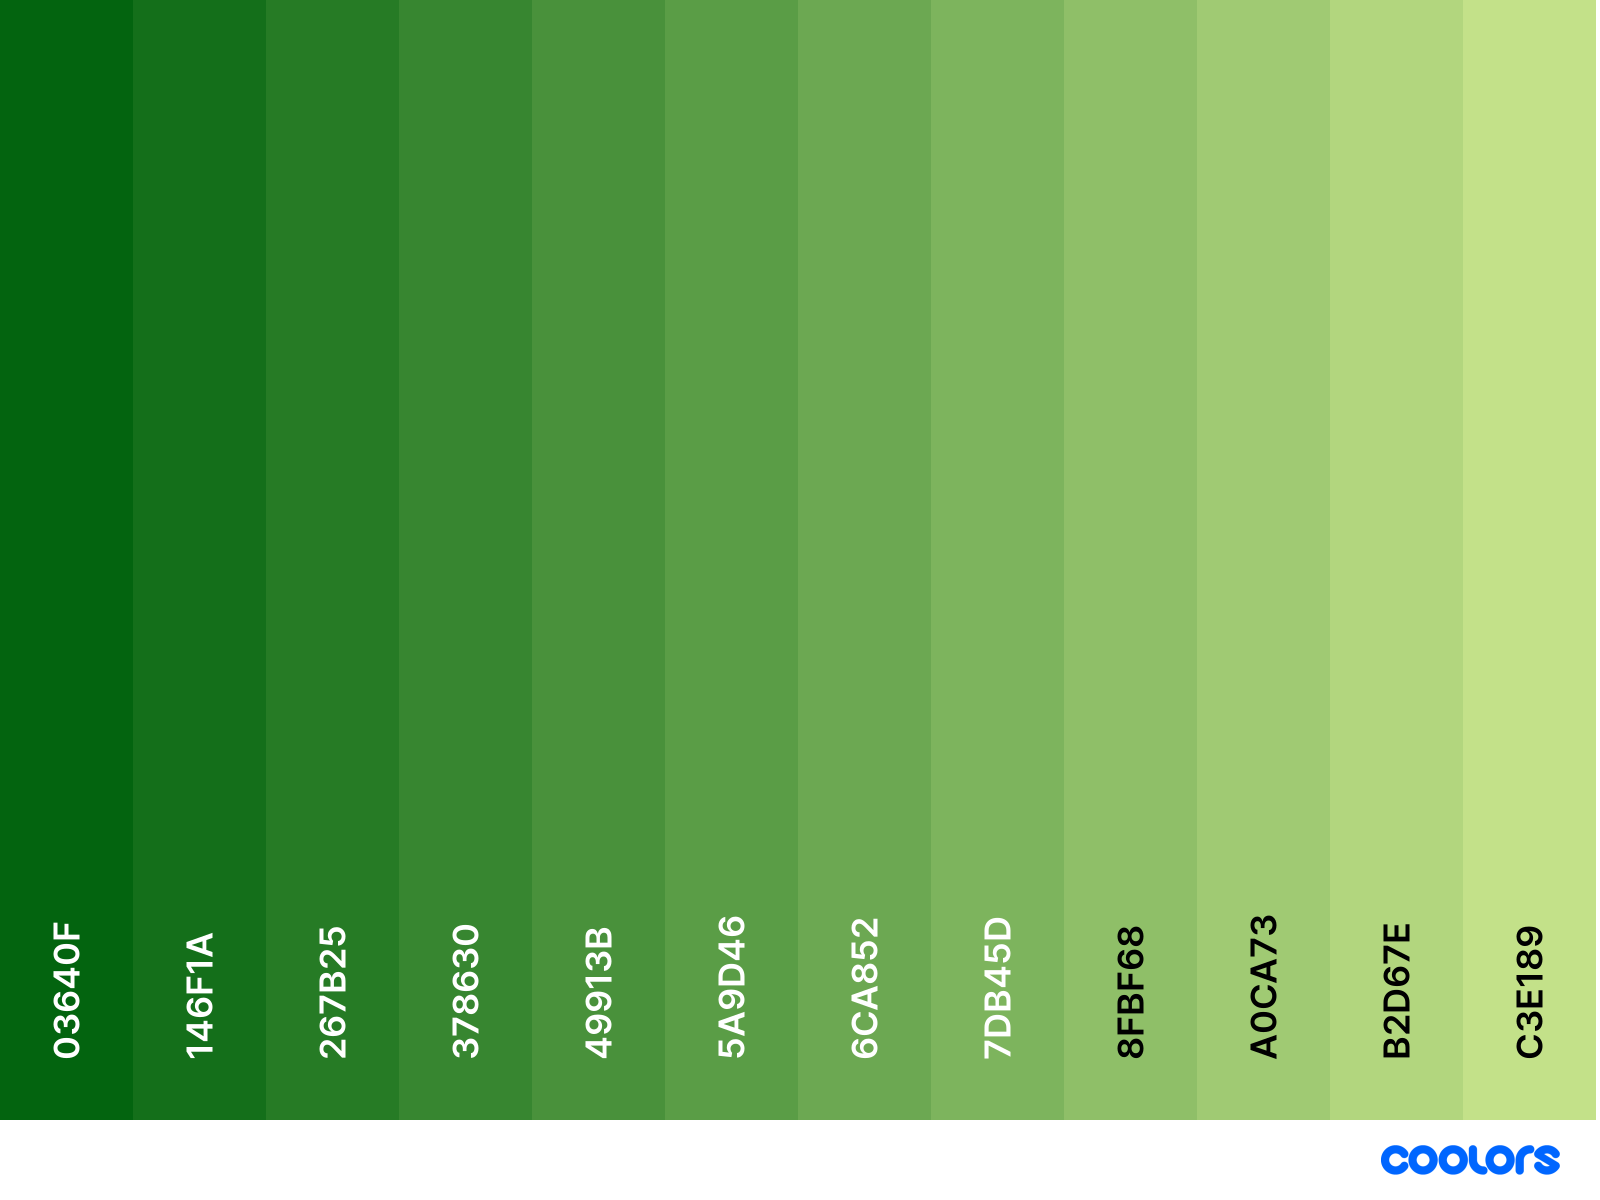 03640F
146F1A
267B25
378630
49913B
5A9D46
6CA852
7DB45D
8FBF68
A0CA73
B2D67E
C3E189
coolors